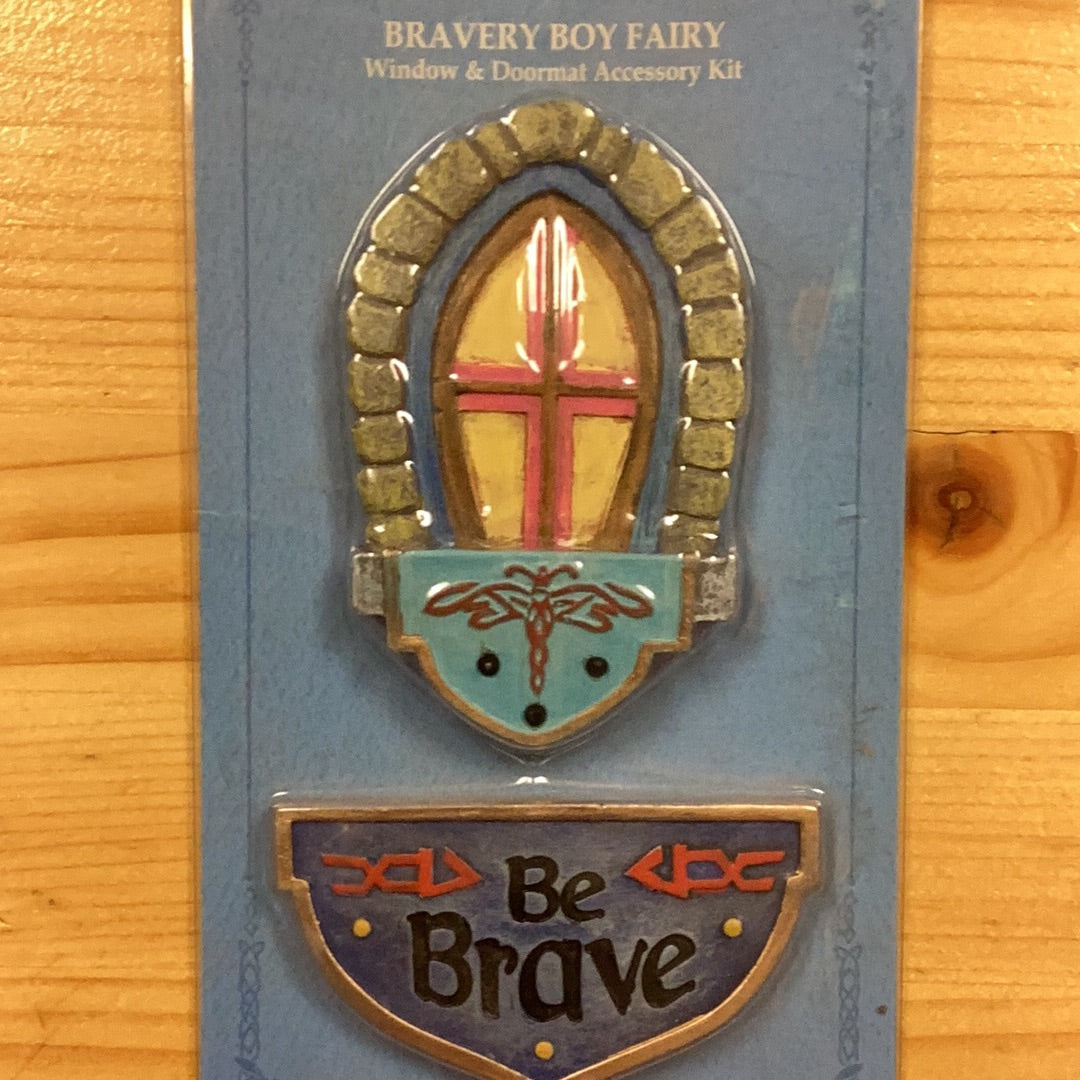 BRAVERY BOY FAIRY
Window & Doormat Accessory Kit
Be
Brave